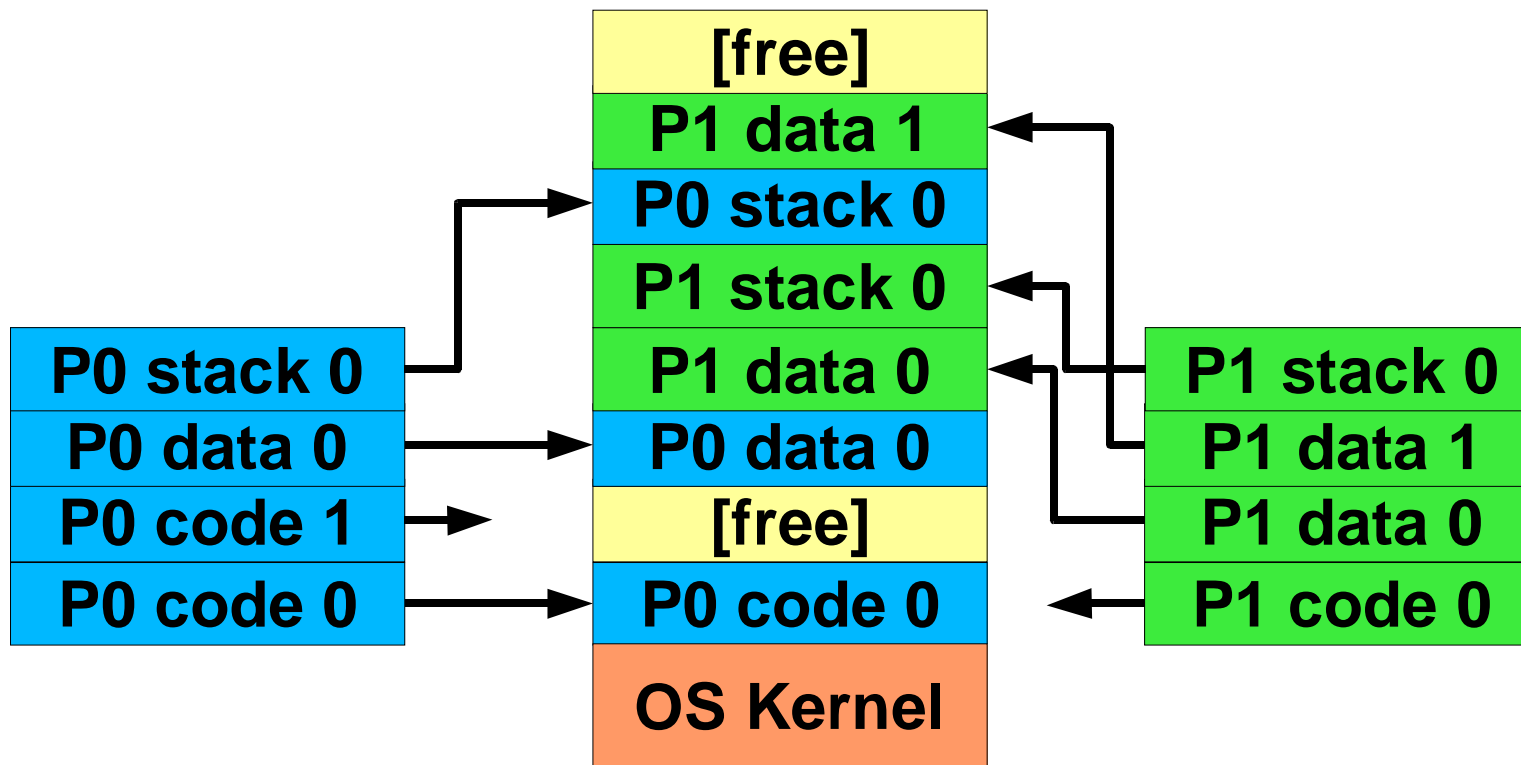 [free]
P1 data 1
P0 stack 0
P1 stack 0
P0 stack 0
P1 data 0
P1 stack 0
P0 data 0
P0 data 0
P1 data 1
P0 code 1
[free]
P1 data 0
P0 code 0
P0 code 0
P1 code 0
OS Kernel